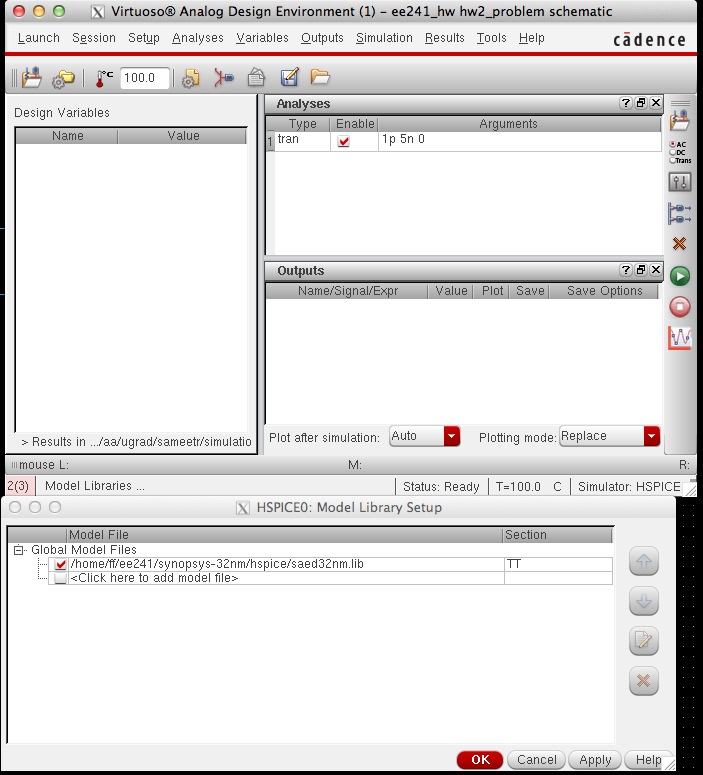 Virtuoso® Analog Design Environment (1) – ee241_hw hw2_problem schematic
Launch Session Setup Analyses Variables Outputs Simulation Results Tools Help cādence
°C 100.0
Design Variables
Name Value
> Results in .../aa/ugrad/sameetr/simulatio
Analyses
Type Enable Arguments
1 tran 1p 5n 0
AC
DC
Trans
Outputs
Name/Signal/Expr Value Plot Save Save Options
Plot after simulation: Auto Plotting mode: Replace
mouse L: M: R:
2(3) Model Libraries ... Status: Ready T=100.0 C Simulator: HSPICE
HSPICE0: Model Library Setup
Model File Section
Global Model Files
/home/ff/ee241/synopsys-32nm/hspice/saed32nm.lib TT
<Click here to add model file>
OK Cancel Apply Help